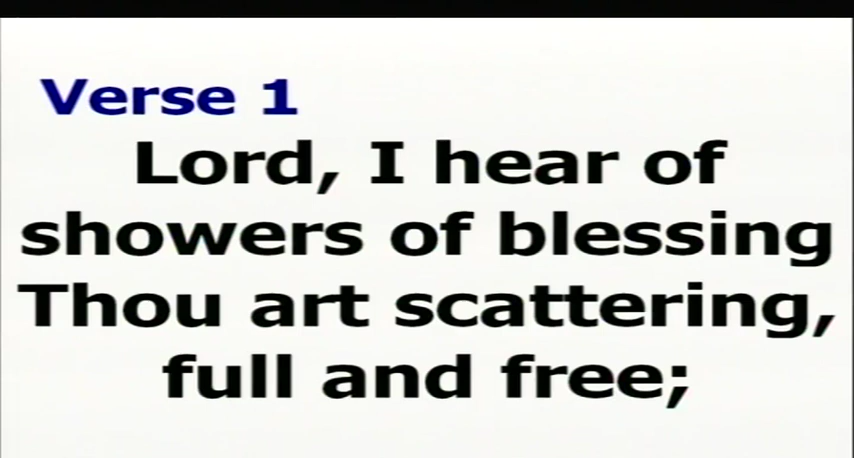 Verse 1
Lord, I hear of
showers of blessing
Thou art scattering,
full and free;